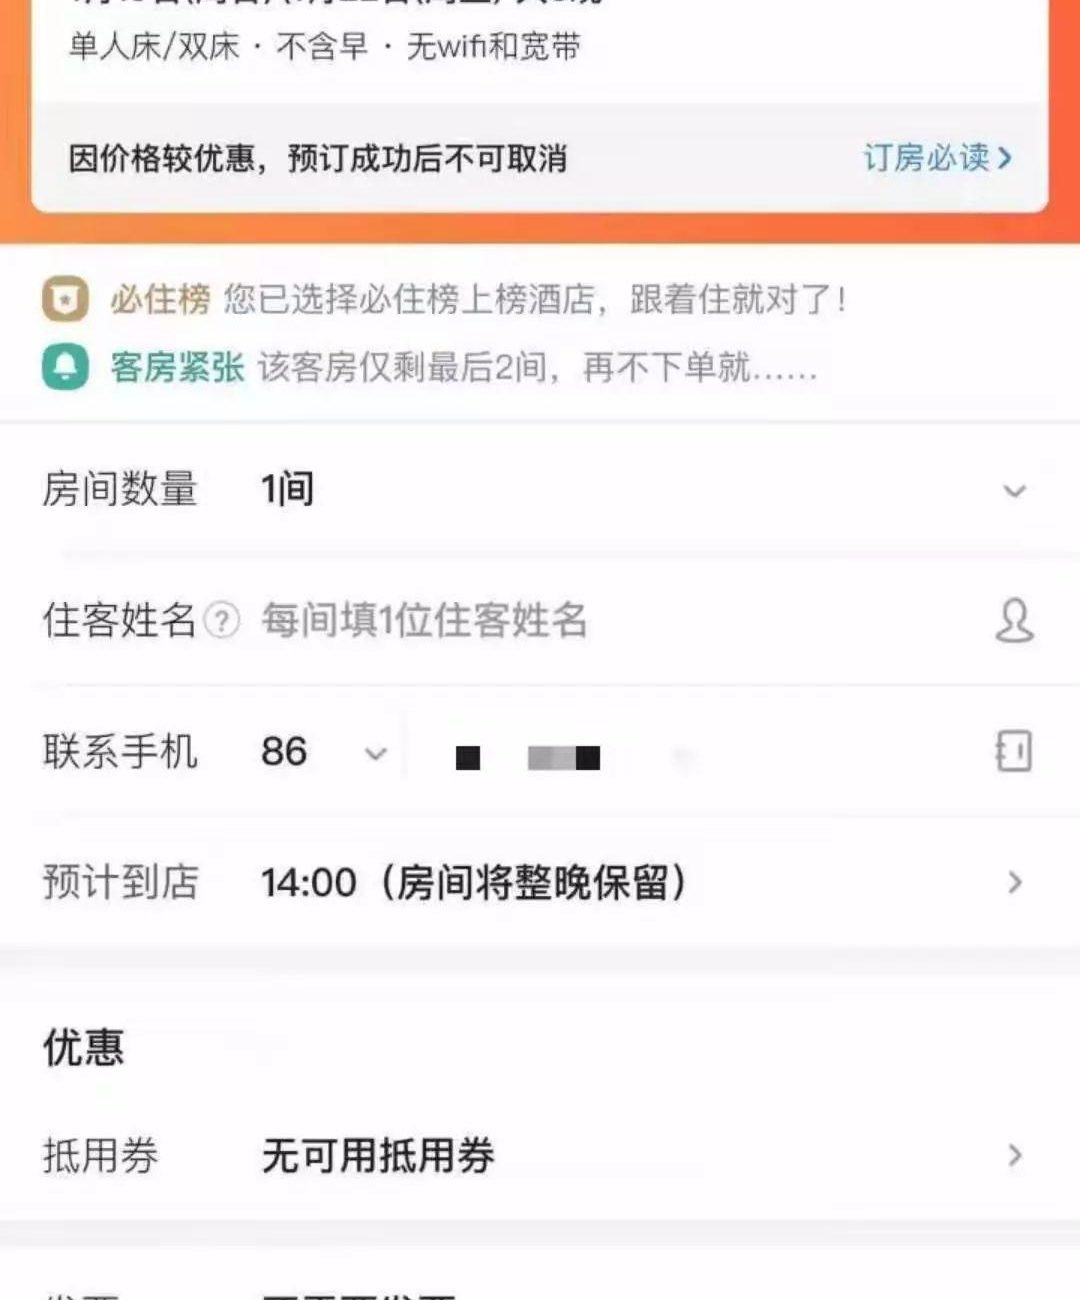 单人床/双床 · 不含早 · 无wifi和宽带
因价格较优惠，预订成功后不可取消 订房必读 >
必住榜 您已选择必住榜上榜酒店，跟着住就对了！
客房紧张 该客房仅剩最后2间，再不下单就……
房间数量 1间
住客姓名 ? 每间填1位住客姓名
联系手机 86
预计到店 14:00（房间将整晚保留）
优惠
抵用券 无可用抵用券